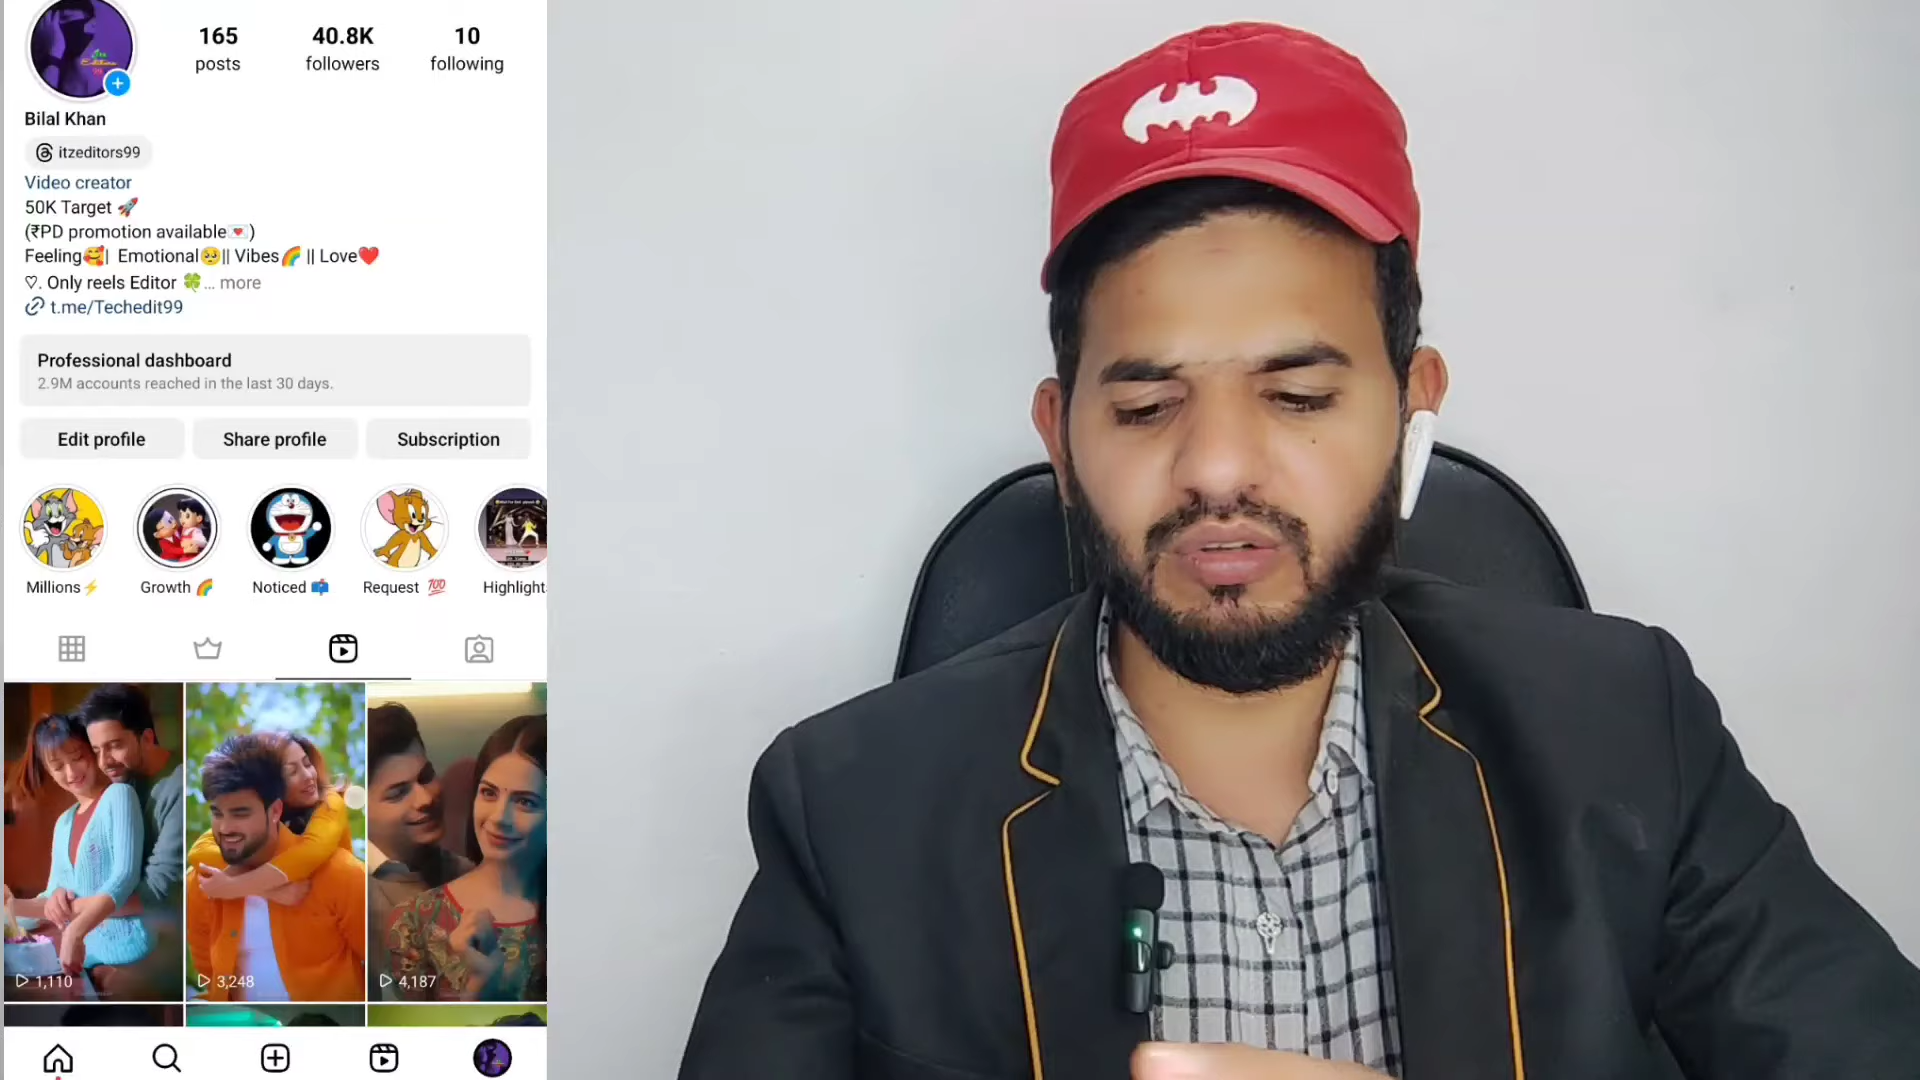 165
posts
40.8K
followers
10
following
Bilal Khan
itzeditors99
Video creator
50K Target 🚀
(₹PD promotion available💌)
Feeling🥰| Emotional🥺|| Vibes🌈 || Love❤️
♡. Only reels Editor 🍀... more
t.me/Techedit99
Professional dashboard
2.9M accounts reached in the last 30 days.
Edit profile
Share profile
Subscription
Millions⚡
Growth 🌈
Noticed 📫
Request 💯
Highlight
1,110
3,248
4,187